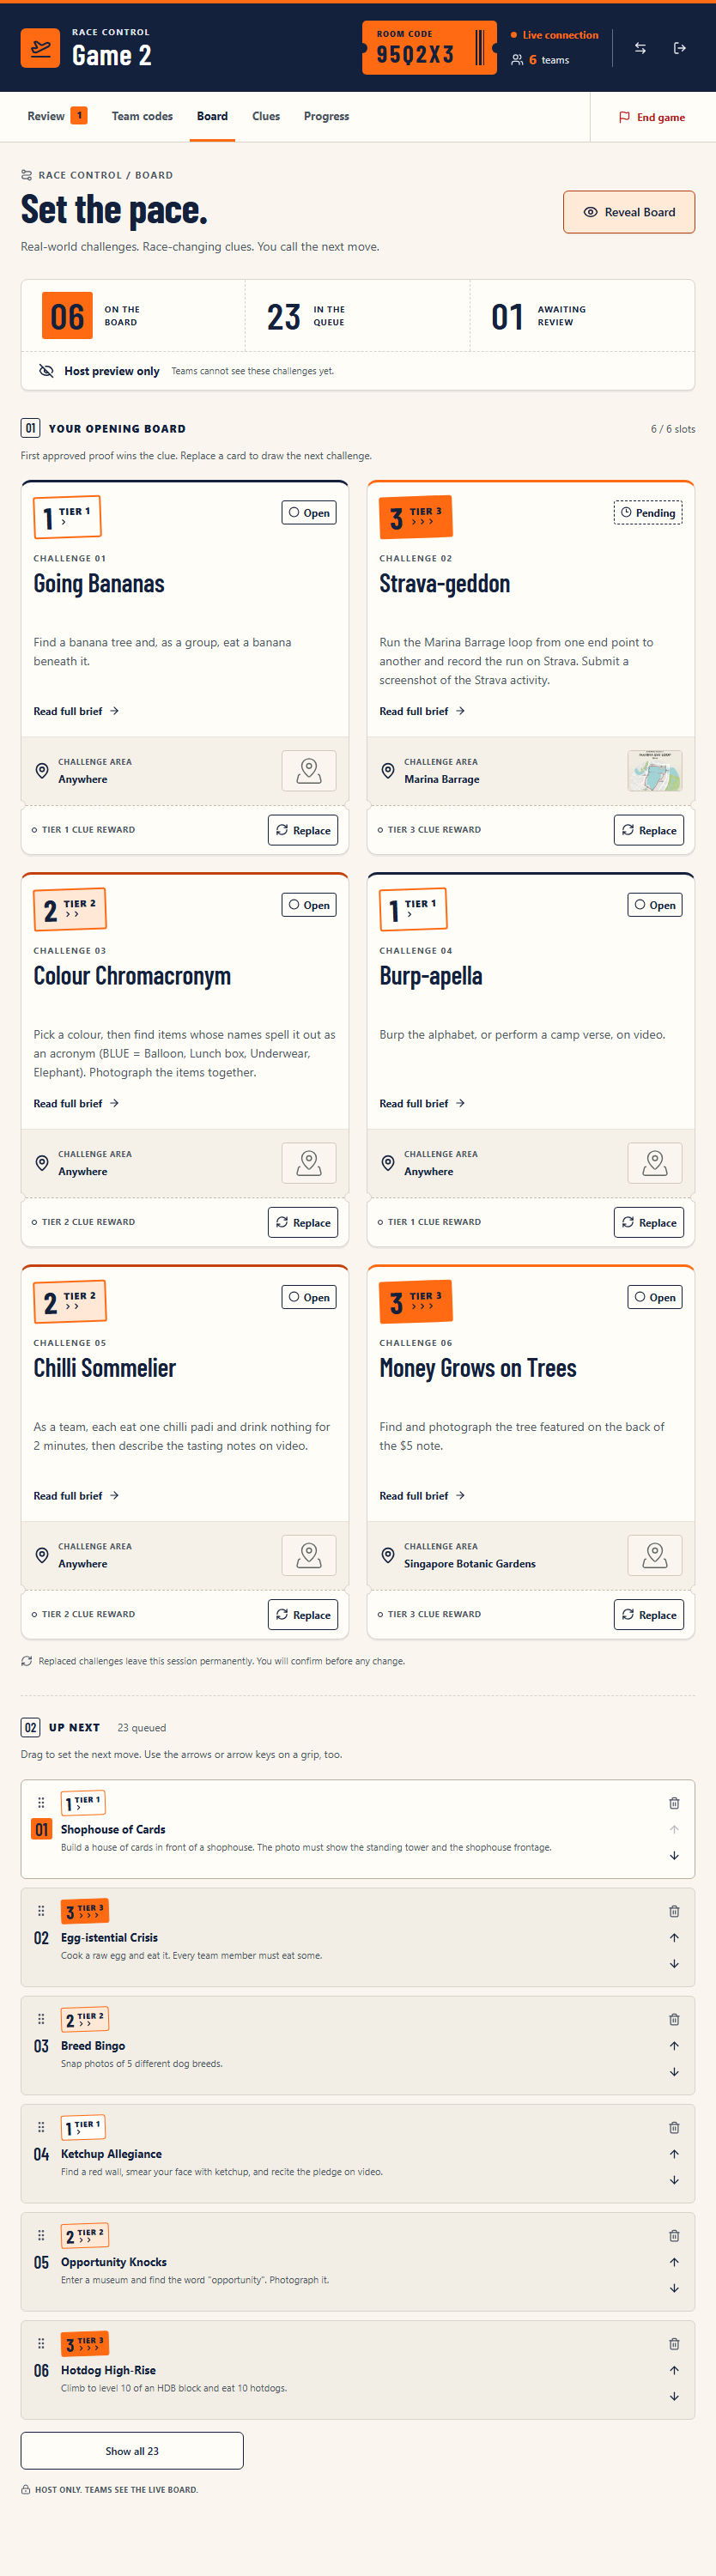 RACE CONTROL
Game 2
ROOM CODE
95Q2X3
Live connection
6 teams
Review 1
Team codes
Board
Clues
Progress
End game
RACE CONTROL / BOARD
Set the pace.
Real-world challenges. Race-changing clues. You call the next move.
Reveal Board
06 ON THE BOARD
23 IN THE QUEUE
01 AWAITING REVIEW
Host preview only Teams cannot see these challenges yet.
01 YOUR OPENING BOARD
6 / 6 slots
First approved proof wins the clue. Replace a card to draw the next challenge.
1 TIER 1
Open
CHALLENGE 01
Going Bananas
Find a banana tree and, as a group, eat a banana
beneath it.
Read full brief
CHALLENGE AREA
Anywhere
TIER 1 CLUE REWARD
Replace
3 TIER 3
Pending
CHALLENGE 02
Strava-geddon
Run the Marina Barrage loop from one end point to
another and record the run on Strava. Submit a
screenshot of the Strava activity.
Read full brief
CHALLENGE AREA
Marina Barrage
TIER 3 CLUE REWARD
Replace
2 TIER 2
Open
CHALLENGE 03
Colour Chromacronym
Pick a colour, then find items whose names spell it out as
an acronym (BLUE = Balloon, Lunch box, Underwear,
Elephant). Photograph the items together.
Read full brief
CHALLENGE AREA
Anywhere
TIER 2 CLUE REWARD
Replace
1 TIER 1
Open
CHALLENGE 04
Burp-apella
Burp the alphabet, or perform a camp verse, on video.
Read full brief
CHALLENGE AREA
Anywhere
TIER 1 CLUE REWARD
Replace
2 TIER 2
Open
CHALLENGE 05
Chilli Sommelier
As a team, each eat one chilli padi and drink nothing for
2 minutes, then describe the tasting notes on video.
Read full brief
CHALLENGE AREA
Anywhere
TIER 2 CLUE REWARD
Replace
3 TIER 3
Open
CHALLENGE 06
Money Grows on Trees
Find and photograph the tree featured on the back of
the $5 note.
Read full brief
CHALLENGE AREA
Singapore Botanic Gardens
TIER 3 CLUE REWARD
Replace
Replaced challenges leave this session permanently. You will confirm before any change.
02 UP NEXT 23 queued
Drag to set the next move. Use the arrows or arrow keys on a grip, too.
1 TIER 1
01 Shophouse of Cards
Build a house of cards in front of a shophouse. The photo must show the standing tower and the shophouse frontage.
3 TIER 3
02 Egg-istential Crisis
Cook a raw egg and eat it. Every team member must eat some.
2 TIER 2
03 Breed Bingo
Snap photos of 5 different dog breeds.
1 TIER 1
04 Ketchup Allegiance
Find a red wall, smear your face with ketchup, and recite the pledge on video.
2 TIER 2
05 Opportunity Knocks
Enter a museum and find the word "opportunity". Photograph it.
3 TIER 3
06 Hotdog High-Rise
Climb to level 10 of an HDB block and eat 10 hotdogs.
Show all 23
HOST ONLY. TEAMS SEE THE LIVE BOARD.